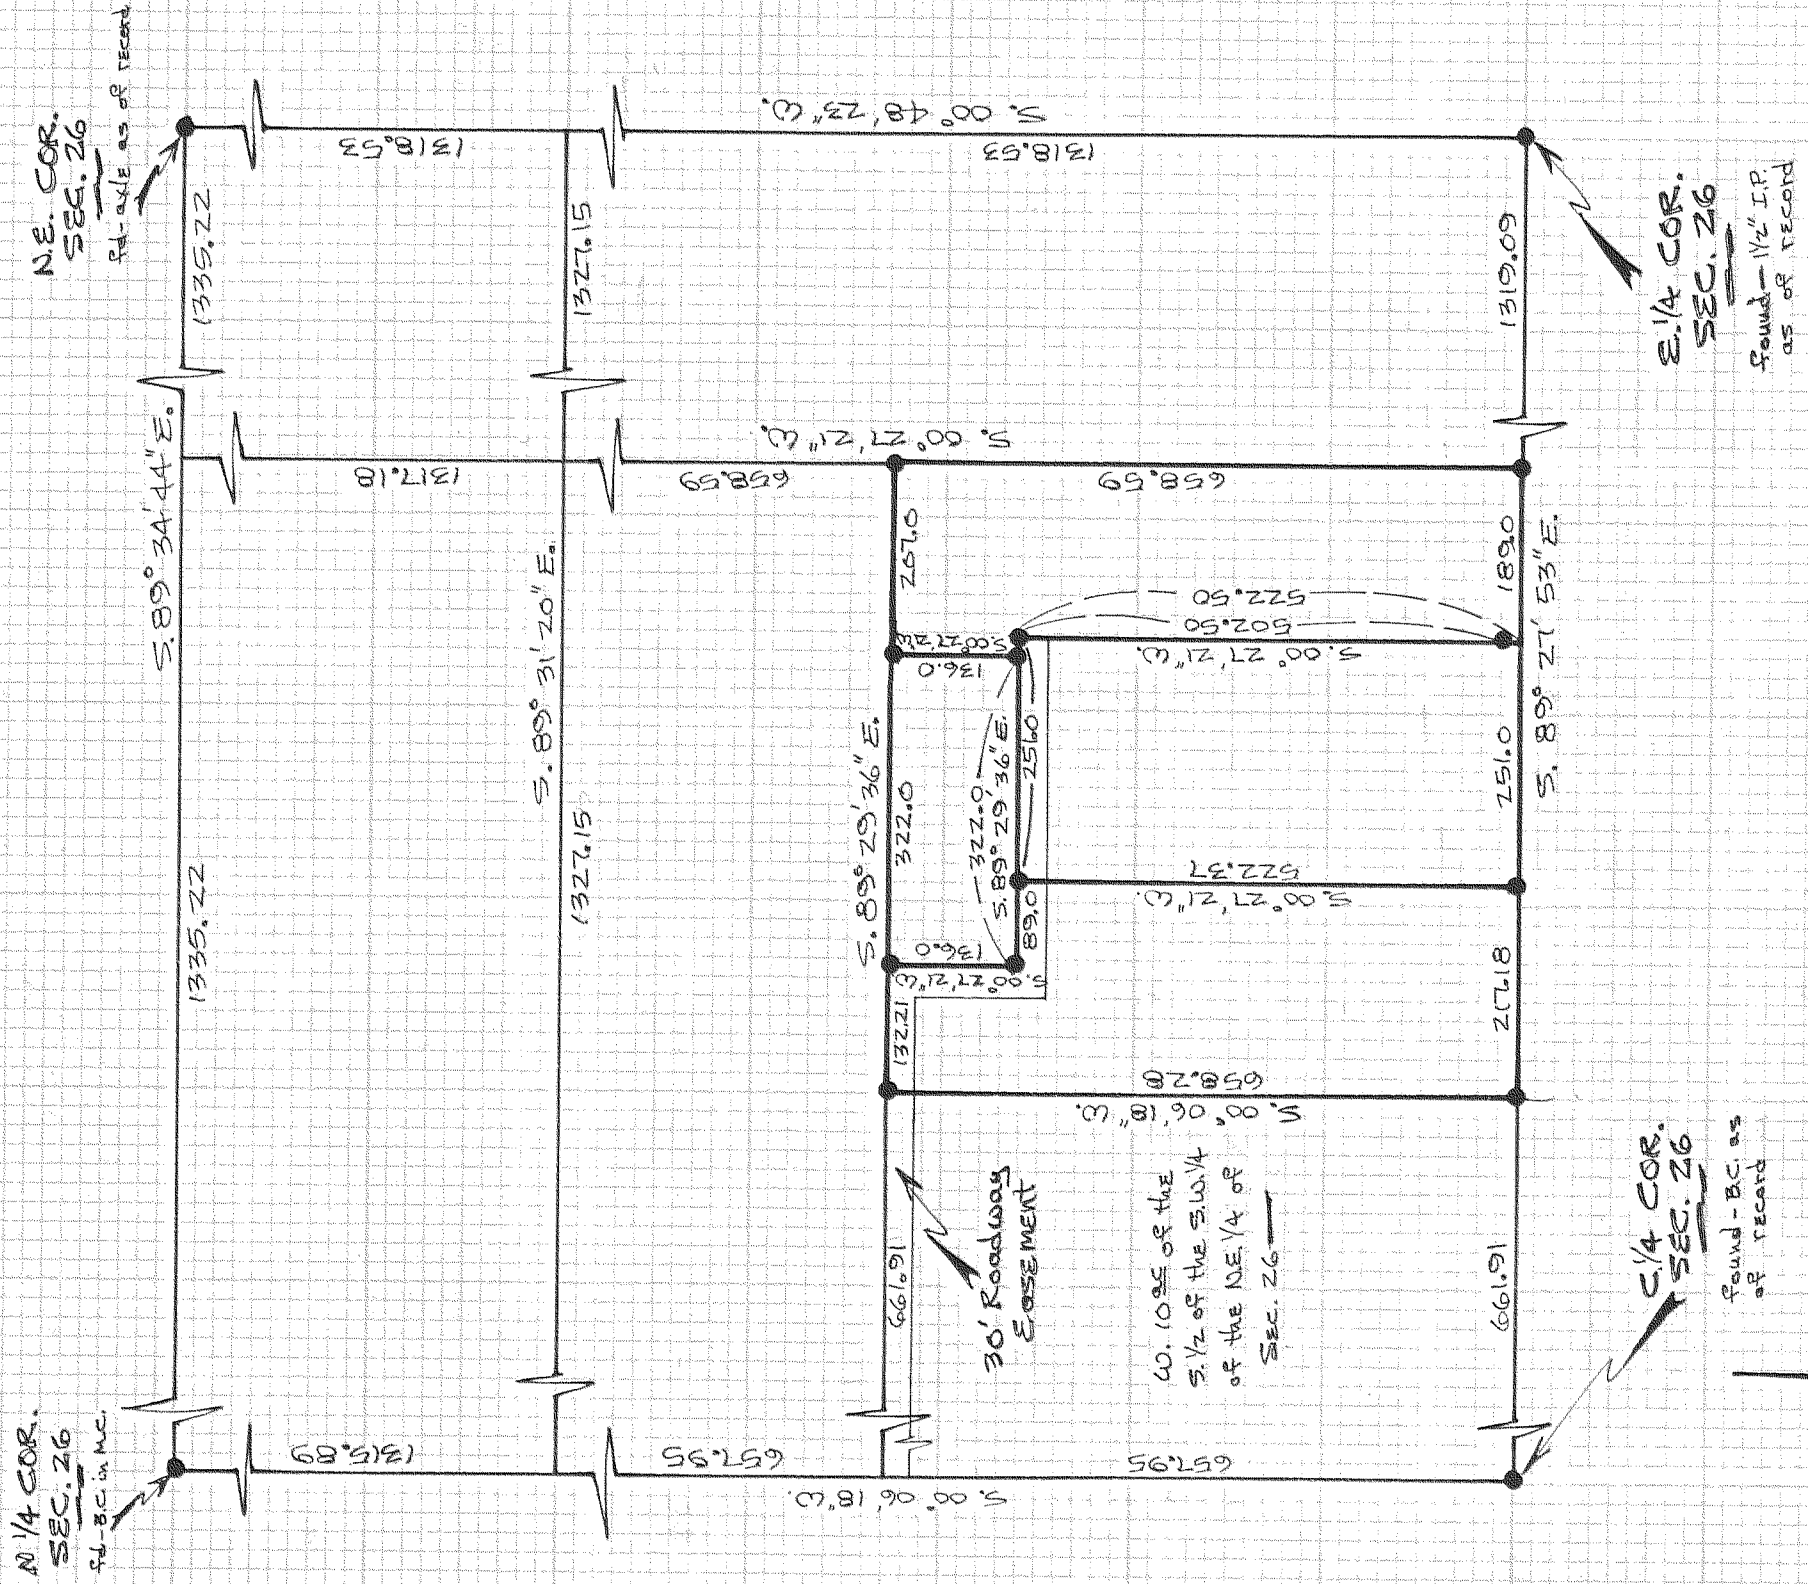 N 1/4 COR.
SEC. 26
fd-B.C. in M.C.
N.E. COR.
SEC. 26
fd-axle as of record
S. 89° 34' 44" E.
1335.22
1335.22
1315.89
1317.18
1318.53
S. 89° 31' 20" E.
1327.15
1327.15
S. 00° 06' 18" W.
657.95
657.95
S. 00° 27' 21" W.
658.59
658.59
S. 00° 48' 23" W.
1318.53
S. 89° 29' 36" E.
661.91
132.21
322.0
207.0
S. 00° 27' 21" W.
136.0
S. 00° 27' 21" W.
136.0
322.0
S. 89° 29' 36" E.
89.0
251.0
30' Roadway
Easement
W. 10 ac of the
S. 1/2 of the S.W. 1/4
of the N.E. 1/4 of
Sec. 26
S. 00° 06' 18" W.
658.28
S. 00° 27' 21" W.
522.37
S. 00° 27' 21" W.
502.50
522.50
661.91
217.18
251.0
189.0
1319.09
S. 89° 27' 53" E.
C. 1/4 COR.
SEC. 26
found-B.C. as
of record
E. 1/4 COR.
SEC. 26
found-1 1/2" I.P.
as of record